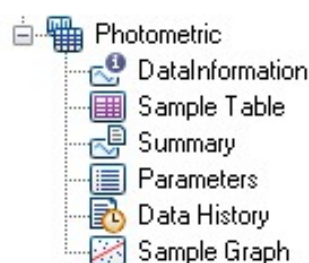 Photometric
DataInformation
Sample Table
Summary
Parameters
Data History
Sample Graph